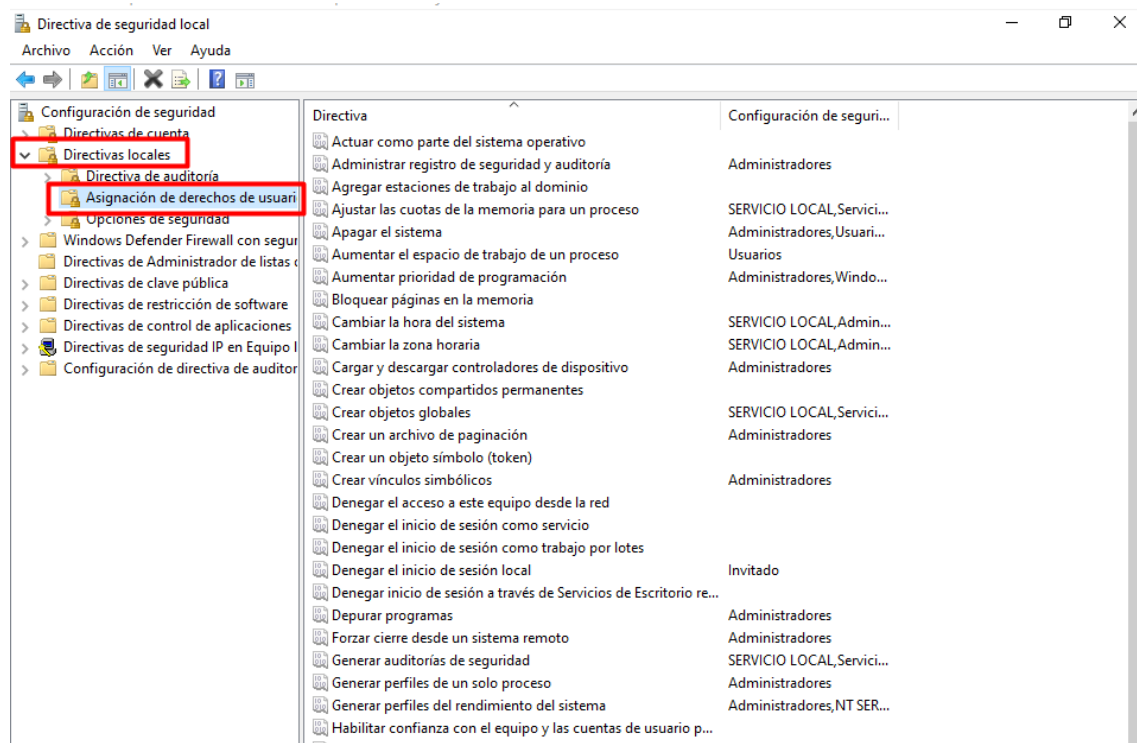 Directiva de seguridad local
Archivo Acción Ver Ayuda
Configuración de seguridad
Directivas de cuenta
Directivas locales
Directiva de auditoría
Asignación de derechos de usuari
Opciones de seguridad
Windows Defender Firewall con segur
Directivas de Administrador de listas
Directivas de clave pública
Directivas de restricción de software
Directivas de control de aplicaciones
Directivas de seguridad IP en Equipo l
Configuración de directiva de auditor
Directiva Configuración de seguri...
Actuar como parte del sistema operativo
Administrar registro de seguridad y auditoría Administradores
Agregar estaciones de trabajo al dominio
Ajustar las cuotas de la memoria para un proceso SERVICIO LOCAL,Servici...
Apagar el sistema Administradores,Usuari...
Aumentar el espacio de trabajo de un proceso Usuarios
Aumentar prioridad de programación Administradores,Windo...
Bloquear páginas en la memoria
Cambiar la hora del sistema SERVICIO LOCAL,Admin...
Cambiar la zona horaria SERVICIO LOCAL,Admin...
Cargar y descargar controladores de dispositivo Administradores
Crear objetos compartidos permanentes
Crear objetos globales SERVICIO LOCAL,Servici...
Crear un archivo de paginación Administradores
Crear un objeto símbolo (token)
Crear vínculos simbólicos Administradores
Denegar el acceso a este equipo desde la red
Denegar el inicio de sesión como servicio
Denegar el inicio de sesión como trabajo por lotes
Denegar el inicio de sesión local Invitado
Denegar inicio de sesión a través de Servicios de Escritorio re...
Depurar programas Administradores
Forzar cierre desde un sistema remoto Administradores
Generar auditorías de seguridad SERVICIO LOCAL,Servici...
Generar perfiles de un solo proceso Administradores
Generar perfiles del rendimiento del sistema Administradores,NT SER...
Habilitar confianza con el equipo y las cuentas de usuario p...